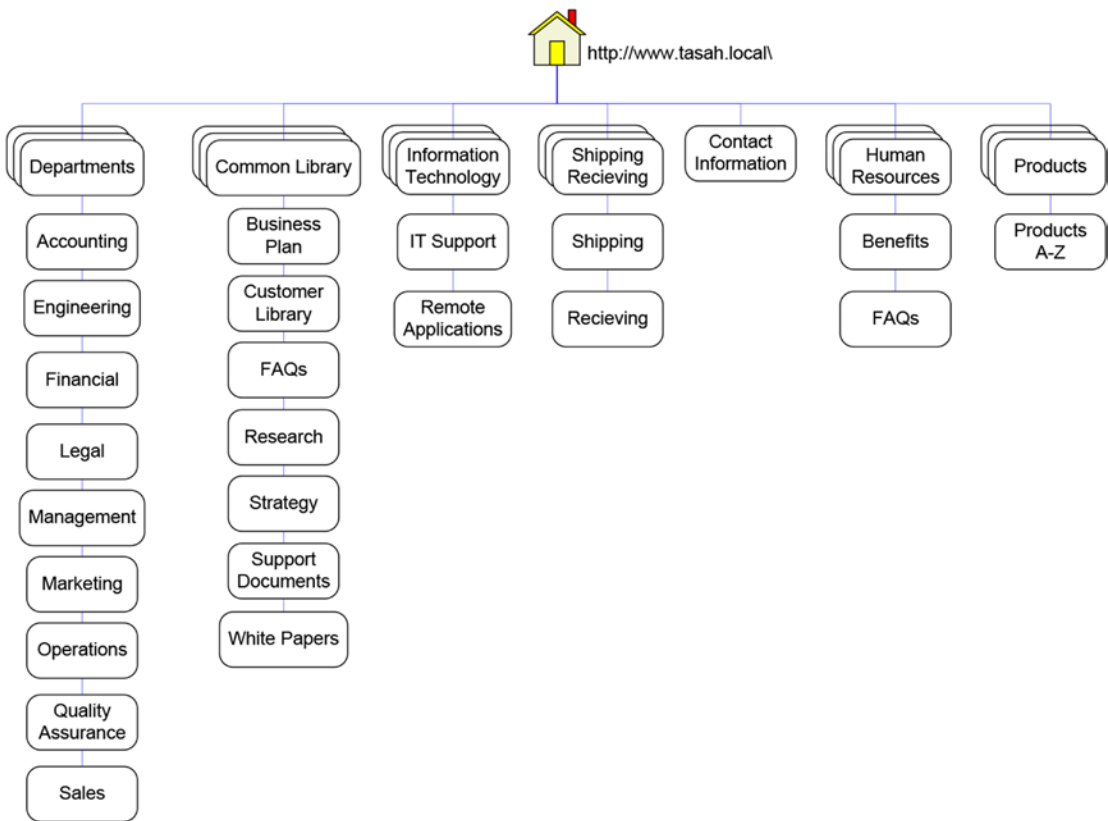 http://www.tasah.local\
Departments
Accounting
Engineering
Financial
Legal
Management
Marketing
Operations
Quality
Assurance
Sales
Common Library
Business
Plan
Customer
Library
FAQs
Research
Strategy
Support
Documents
White Papers
Information
Technology
IT Support
Remote
Applications
Shipping
Recieving
Shipping
Recieving
Contact
Information
Human
Resources
Benefits
FAQs
Products
Products
A-Z